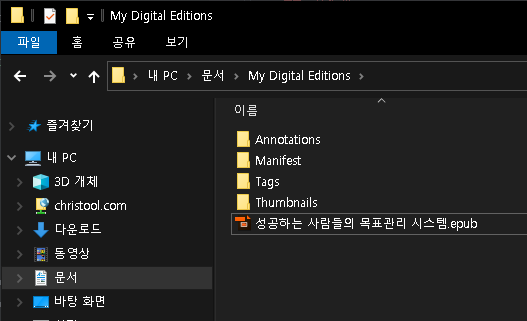 My Digital Editions
파일 홈 공유 보기
내 PC > 문서 > My Digital Editions >
이름
즐겨찾기
내 PC
3D 개체
christool.com
다운로드
동영상
문서
바탕 화면
Annotations
Manifest
Tags
Thumbnails
성공하는 사람들의 목표관리 시스템.epub